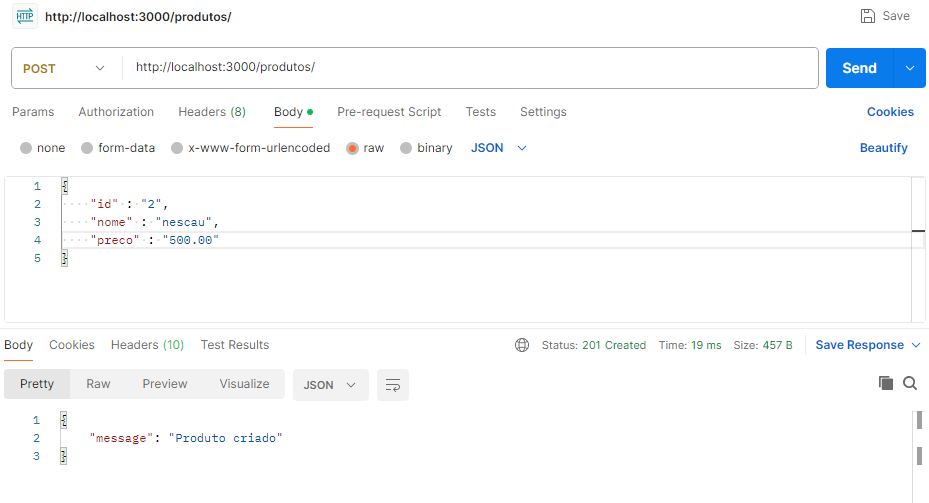 HTTP http://localhost:3000/produtos/ Save
POST http://localhost:3000/produtos/ Send
Params Authorization Headers (8) Body Pre-request Script Tests Settings Cookies
none form-data x-www-form-urlencoded raw binary JSON Beautify
1 {
2 ····"id"·:·"2",
3 ····"nome"·:·"nescau",
4 ····"preco"·:·"500.00"
5 }
Body Cookies Headers (10) Test Results Status: 201 Created Time: 19 ms Size: 457 B Save Response
Pretty Raw Preview Visualize JSON
1 {
2 "message": "Produto criado"
3 }